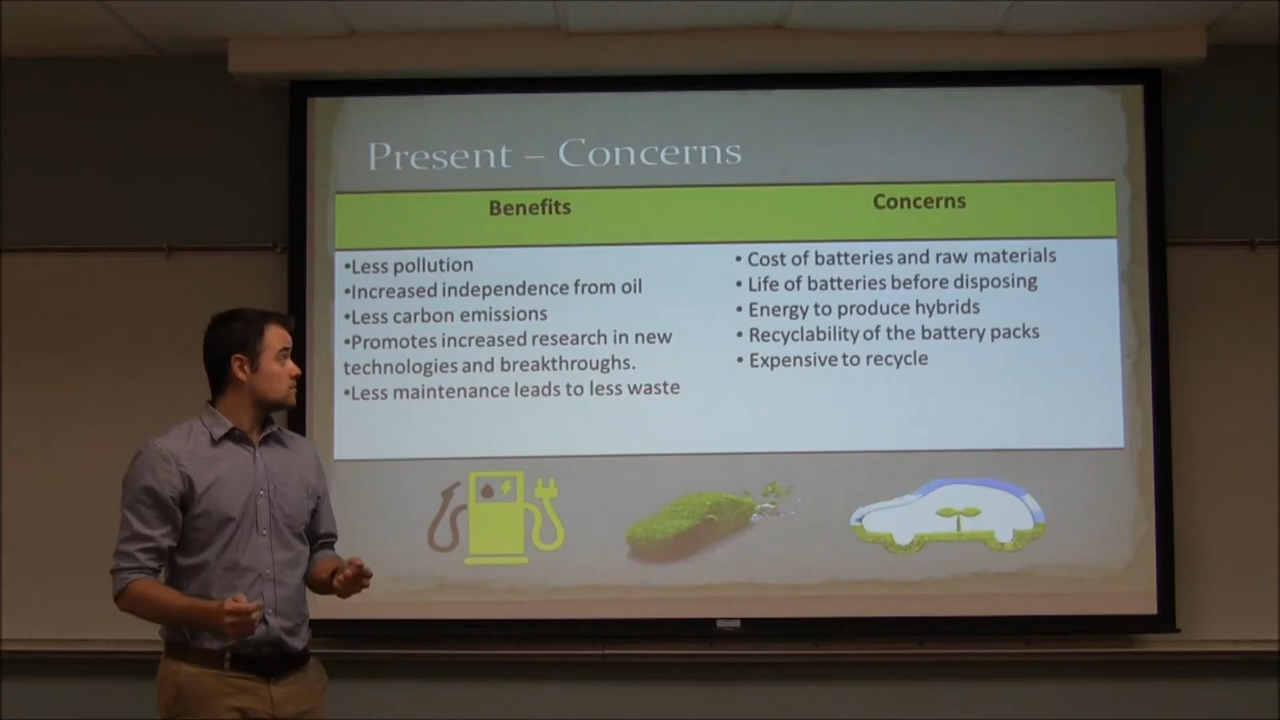 Present – Concerns
Benefits
•Less pollution
•Increased independence from oil
•Less carbon emissions
•Promotes increased research in new
technologies and breakthroughs.
•Less maintenance leads to less waste
Concerns
• Cost of batteries and raw materials
• Life of batteries before disposing
• Energy to produce hybrids
• Recyclability of the battery packs
• Expensive to recycle